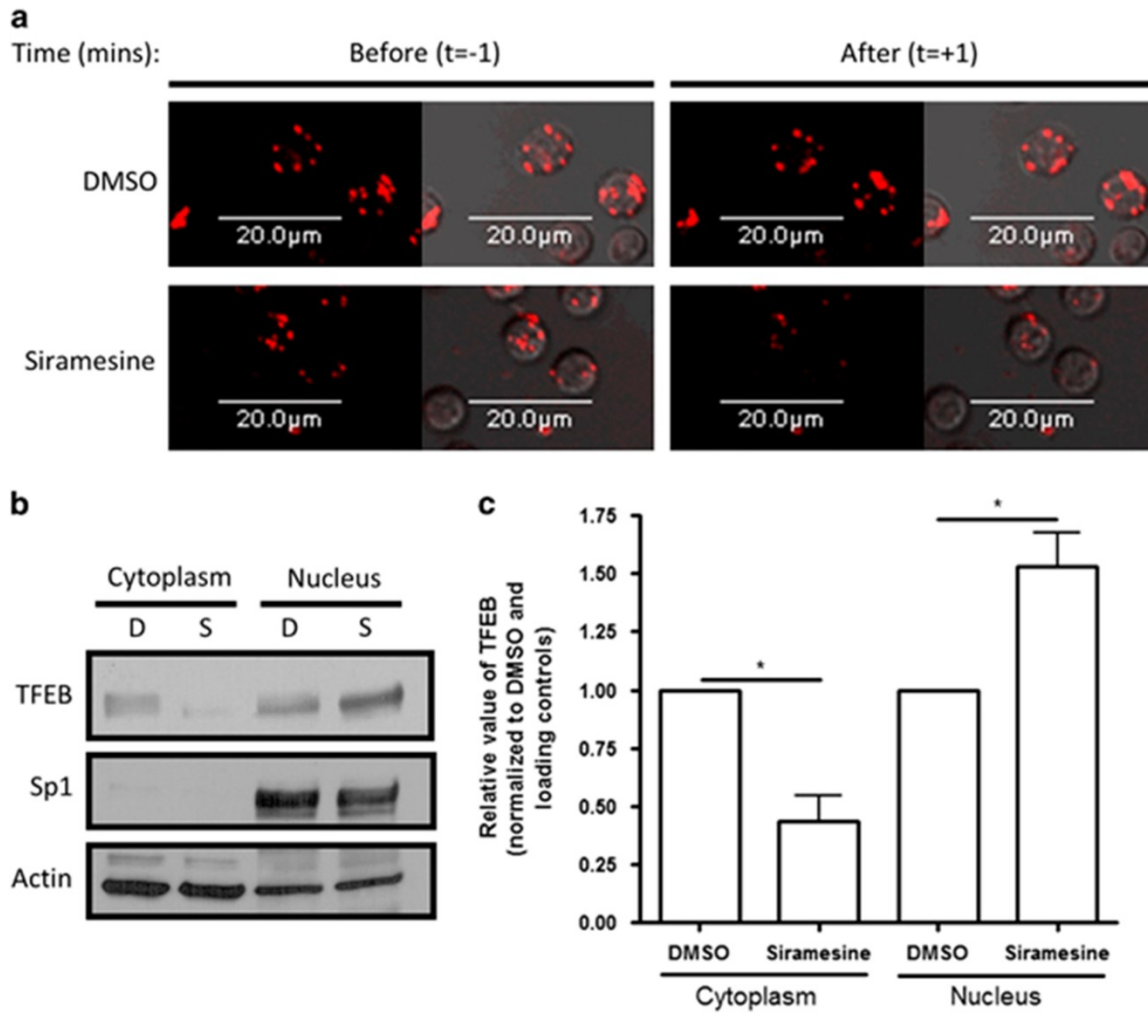 a
Time (mins): Before (t=-1) After (t=+1)
DMSO
20.0µm 20.0µm 20.0µm 20.0µm
Siramesine
20.0µm 20.0µm 20.0µm 20.0µm
b
Cytoplasm Nucleus
D S D S
TFEB
Sp1
Actin
c
Relative value of TFEB
(normalized to DMSO and
loading controls)
1.75
1.50
1.25
1.00
0.75
0.50
0.25
0.00
*
*
DMSO Siramesine DMSO Siramesine
Cytoplasm Nucleus